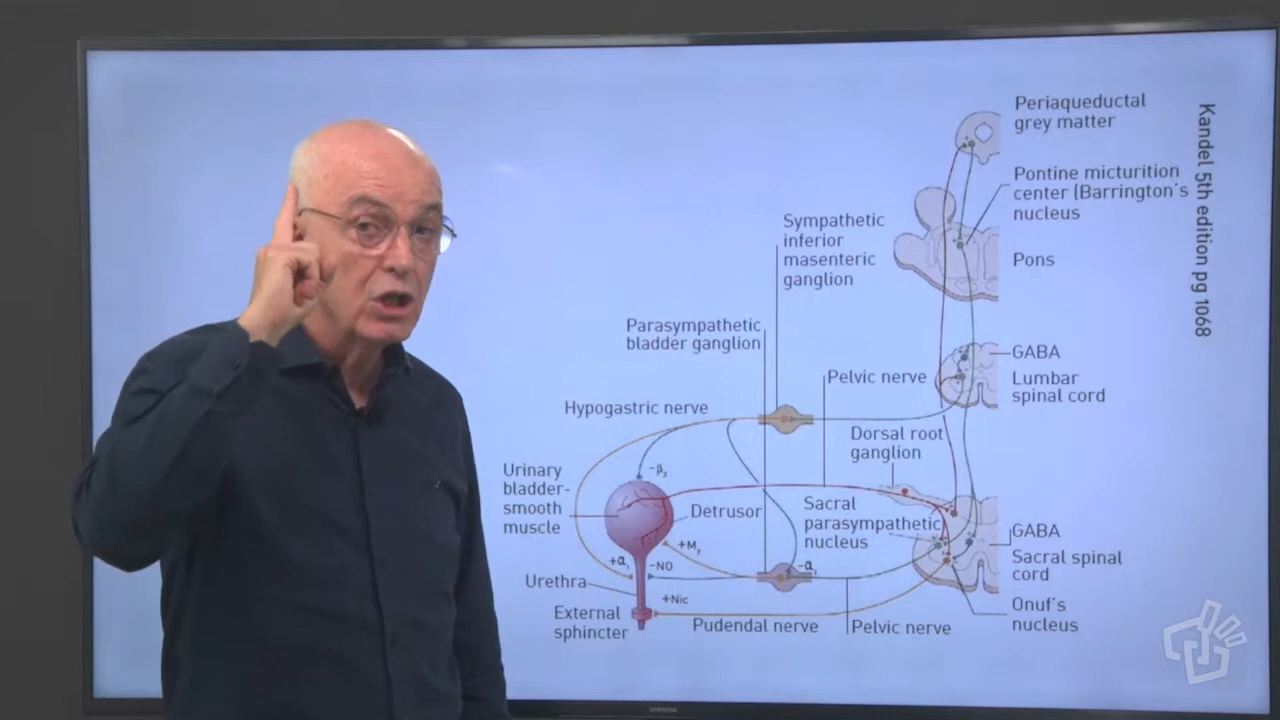 Periaqueductal
grey matter
Pontine micturition
center (Barrington's
nucleus
Pons
Kandel 5th edition pg 1068
Sympathetic
inferior
masenteric
ganglion
Parasympathetic
bladder ganglion
Pelvic nerve
GABA
Lumbar
spinal cord
Hypogastric nerve
Dorsal root
ganglion
Urinary
bladder-
smooth
muscle
-β₃
Detrusor
Sacral
parasympathetic
nucleus
GABA
Sacral spinal
cord
+M₃
+α₁
-NO
-α₁
Urethra
+Nic
External
sphincter
Pudendal nerve
Pelvic nerve
Onuf's
nucleus